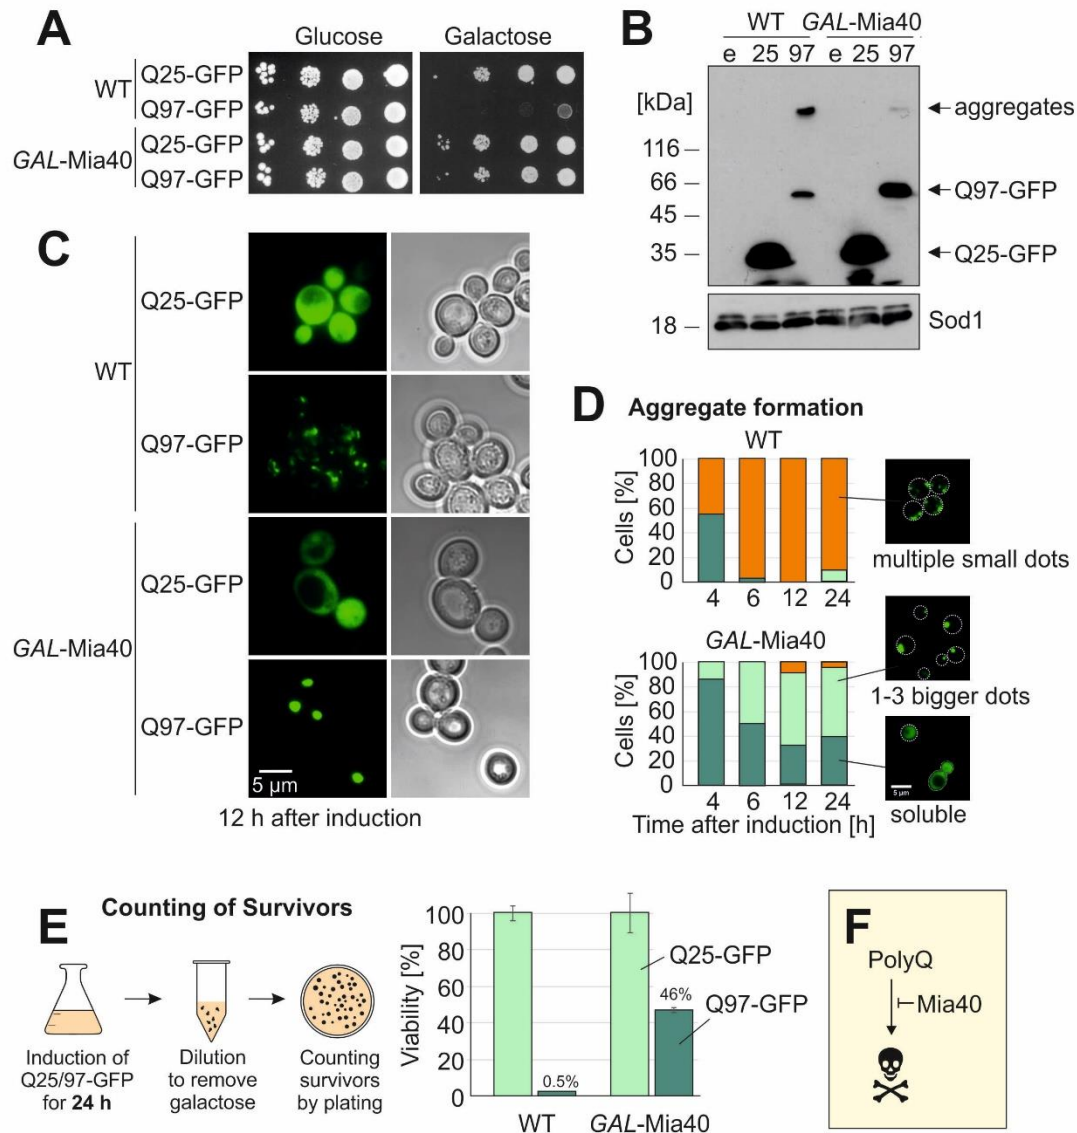 A
Glucose
Galactose
WT
Q25-GFP
Q97-GFP
GAL-Mia40
Q25-GFP
Q97-GFP
B
WT
GAL-Mia40
e 25 97 e 25 97
[kDa]
aggregates
116
66
Q97-GFP
45
35
Q25-GFP
18
Sod1
C
WT
Q25-GFP
Q97-GFP
GAL-Mia40
Q25-GFP
Q97-GFP
5 µm
12 h after induction
D
Aggregate formation
WT
Cells [%]
100
80
60
40
20
0
4 6 12 24
multiple small dots
GAL-Mia40
Cells [%]
100
80
60
40
20
0
4 6 12 24
Time after induction [h]
1-3 bigger dots
5 µm
soluble
E
Counting of Survivors
Induction of
Q25/97-GFP
for 24 h
Dilution
to remove
galactose
Counting
survivors
by plating
Viability [%]
100
80
60
40
20
0
0.5%
46%
Q25-GFP
Q97-GFP
WT
GAL-Mia40
F
PolyQ
Mia40